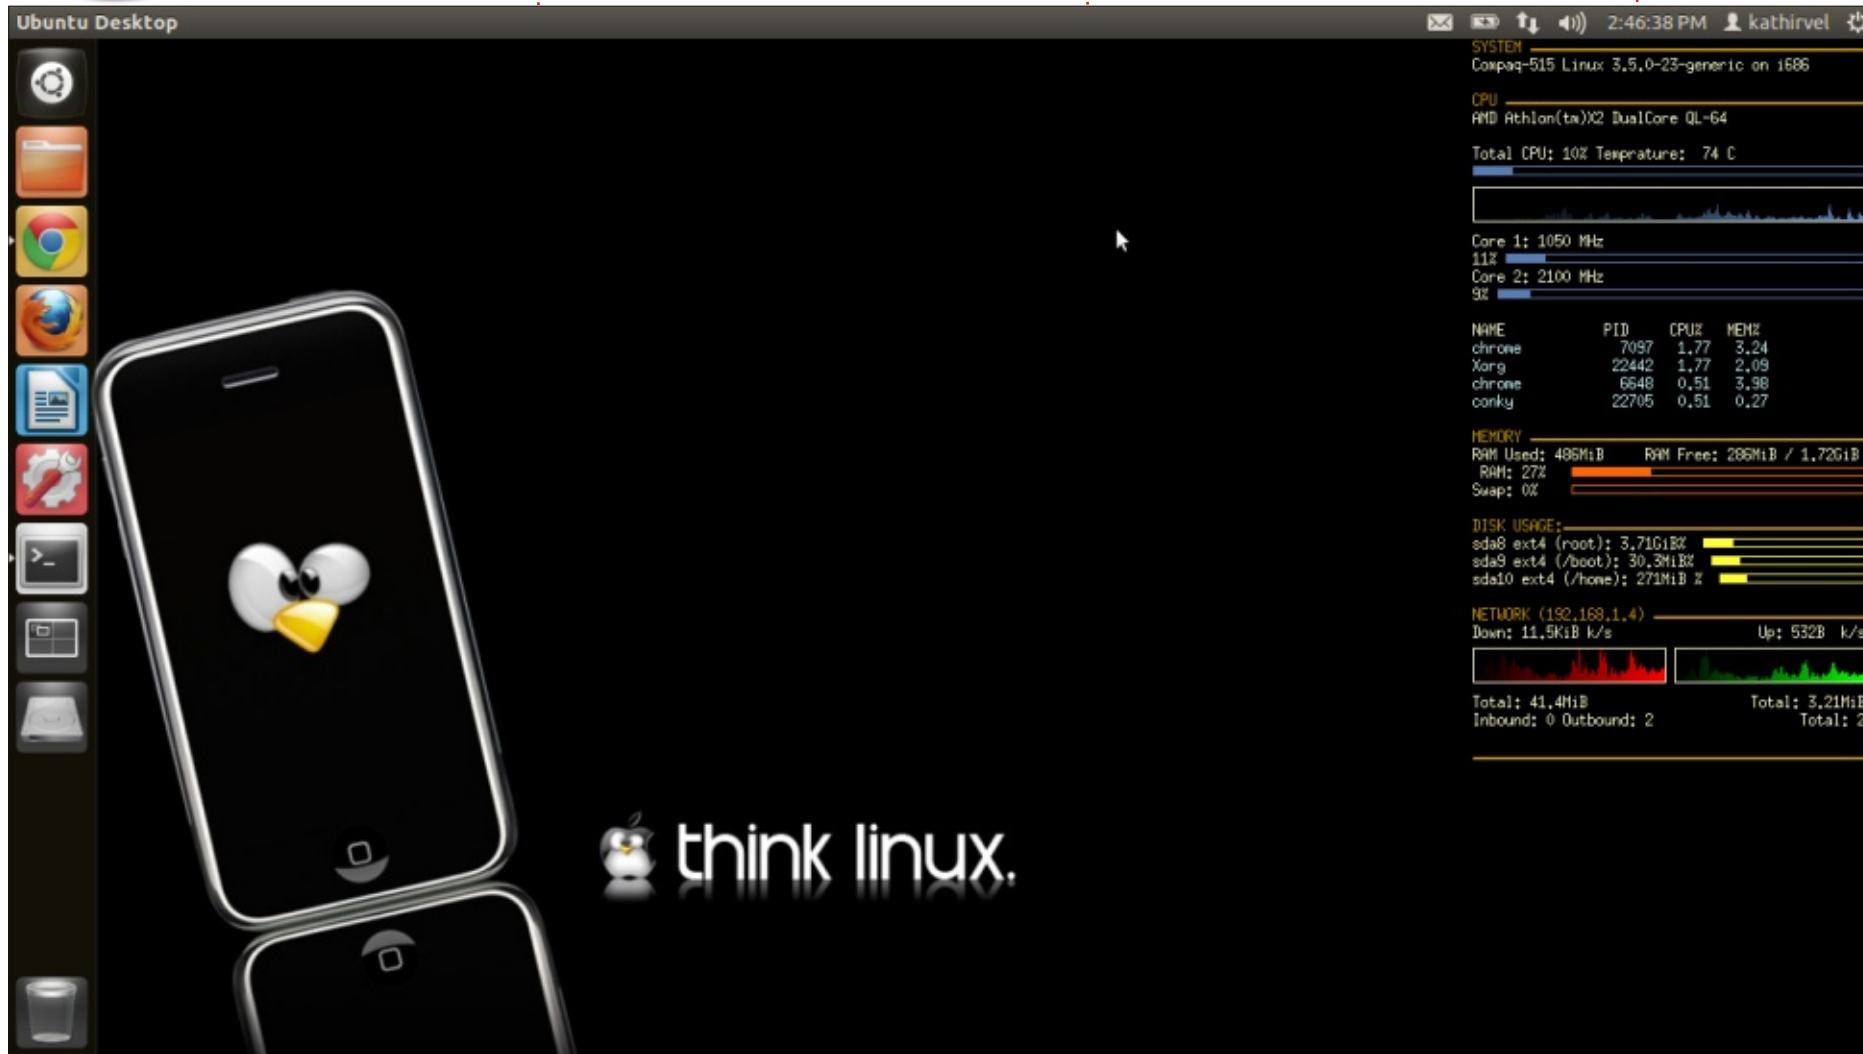 Ubuntu Desktop
2:46:38 PM kathirvel
SYSTEM
Compaq-515 Linux 3.5.0-23-generic on i686
CPU
AMD Athlon(tm)X2 DualCore QL-64
Total CPU: 10% Temprature: 74 C
Core 1: 1050 MHz
11%
Core 2: 2100 MHz
9%
NAME PID CPU% MEM%
chrome 7097 1.77 3.24
Xorg 22442 1.77 2.09
chrome 6648 0.51 3.98
conky 22705 0.51 0.27
MEMORY
RAM Used: 486MiB RAM Free: 286MiB / 1.72GiB
RAM: 27%
Swap: 0%
DISK USAGE:
sda8 ext4 (root): 3.71GiB%
sda9 ext4 (/boot): 30.3MiB%
sda10 ext4 (/home): 271MiB %
NETWORK (192.168.1.4)
Down: 11.5KiB k/s Up: 532B k/s
Total: 41.4MiB Total: 3.21MiB
Inbound: 0 Outbound: 2 Total: 2
think linux.